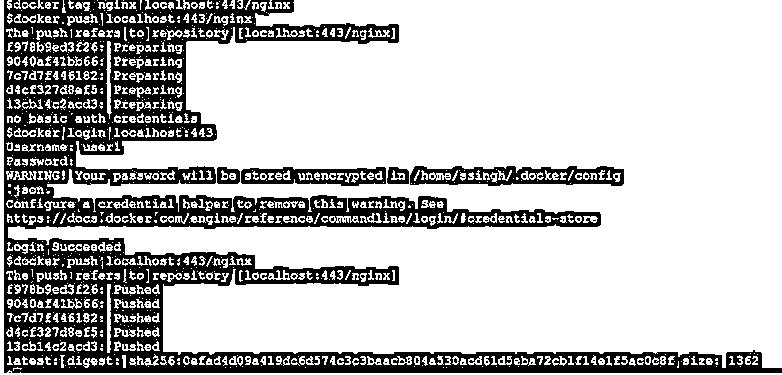 $docker tag nginx localhost:443/nginx
$docker push localhost:443/nginx
The push refers to repository [localhost:443/nginx]
f978b9ed3f26: Preparing
9040af41bb66: Preparing
7c7d7f446182: Preparing
d4cf327d8ef5: Preparing
13cb14c2acd3: Preparing
no basic auth credentials
$docker login localhost:443
Username: user1
Password:
WARNING! Your password will be stored unencrypted in /home/ssingh/.docker/config
.json.
Configure a credential helper to remove this warning. See
https://docs.docker.com/engine/reference/commandline/login/#credentials-store
Login Succeeded
$docker push localhost:443/nginx
The push refers to repository [localhost:443/nginx]
f978b9ed3f26: Pushed
9040af41bb66: Pushed
7c7d7f446182: Pushed
d4cf327d8ef5: Pushed
13cb14c2acd3: Pushed
latest: digest: sha256:0efad4d09a419dc6d574c3c3baacb804a530acd61d5eba72cb1f14e1f5ac0c8f size: 1362